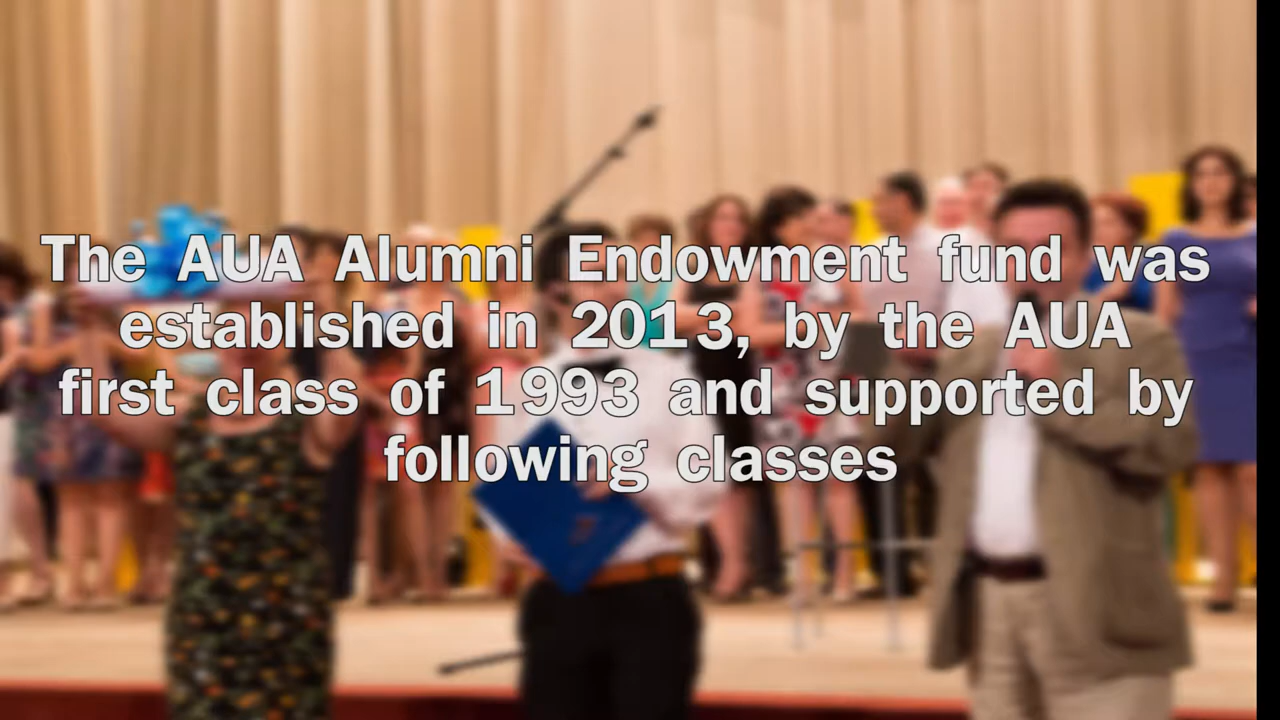 The AUA Alumni Endowment fund was
established in 2013, by the AUA
first class of 1993 and supported by
following classes